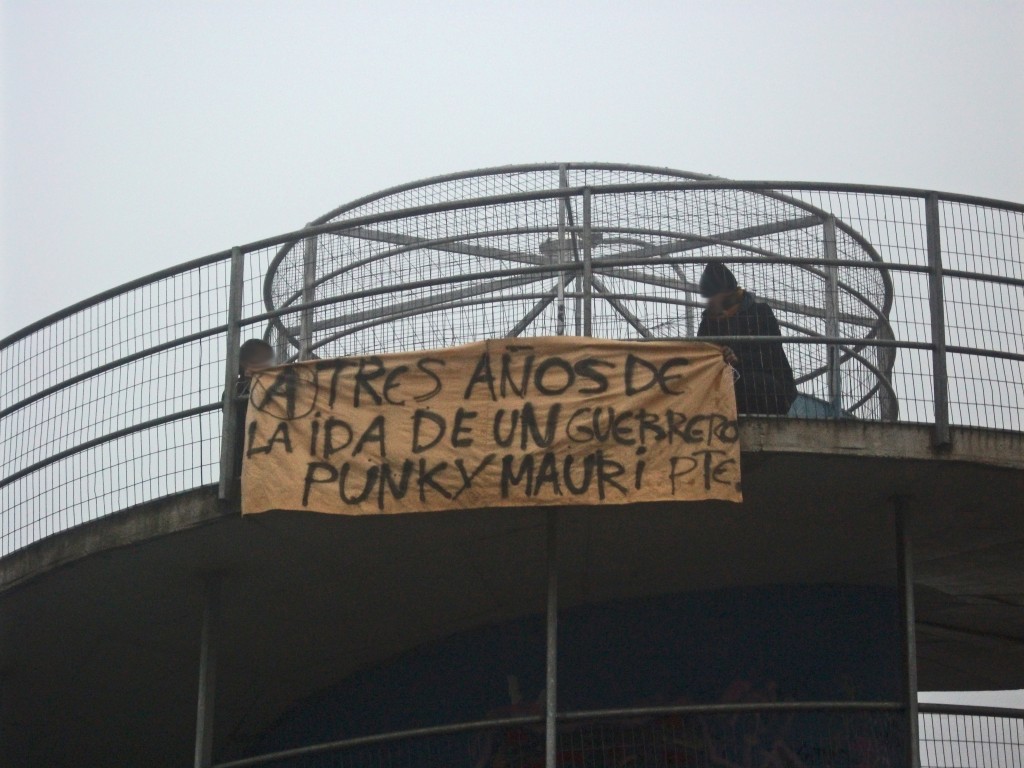 A TRES AÑOS DE
LA IDA DE UN GUERRERO
PUNKY MAURI PTE.